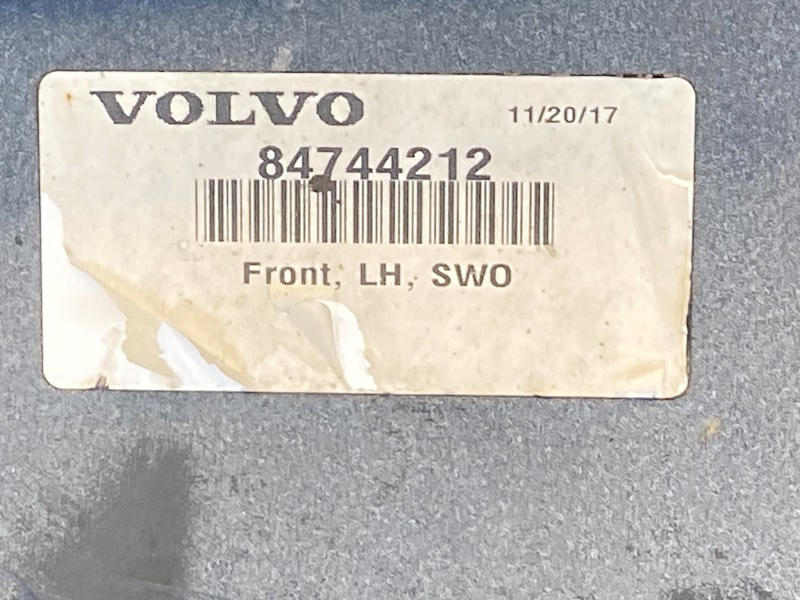 VOLVO 11/20/17
84744212
Front, LH, SWO